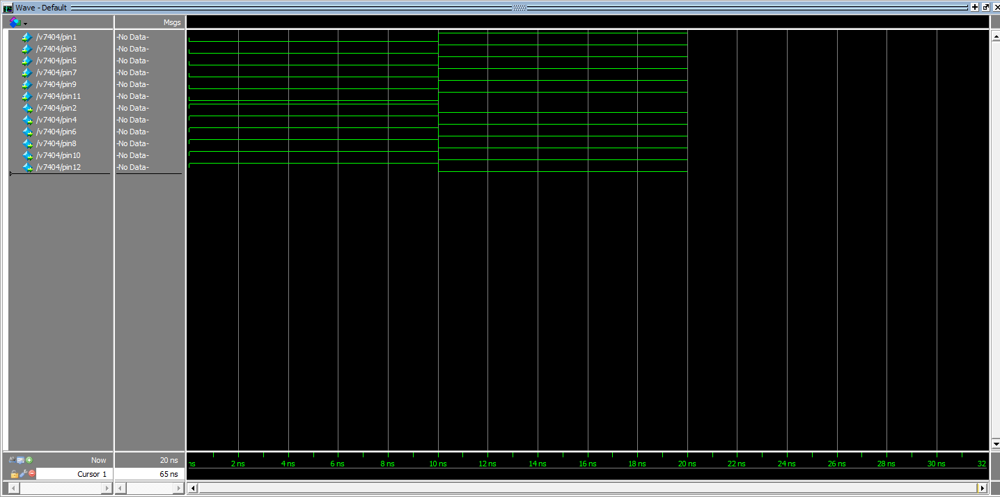 Wave - Default
Msgs
/v7404/pin1 -No Data-
/v7404/pin3 -No Data-
/v7404/pin5 -No Data-
/v7404/pin7 -No Data-
/v7404/pin9 -No Data-
/v7404/pin11 -No Data-
/v7404/pin2 -No Data-
/v7404/pin4 -No Data-
/v7404/pin6 -No Data-
/v7404/pin8 -No Data-
/v7404/pin10 -No Data-
/v7404/pin12 -No Data-
Now 20 ns ns 2 ns 4 ns 6 ns 8 ns 10 ns 12 ns 14 ns 16 ns 18 ns 20 ns 22 ns 24 ns 26 ns 28 ns 30 ns 32
Cursor 1 65 ns